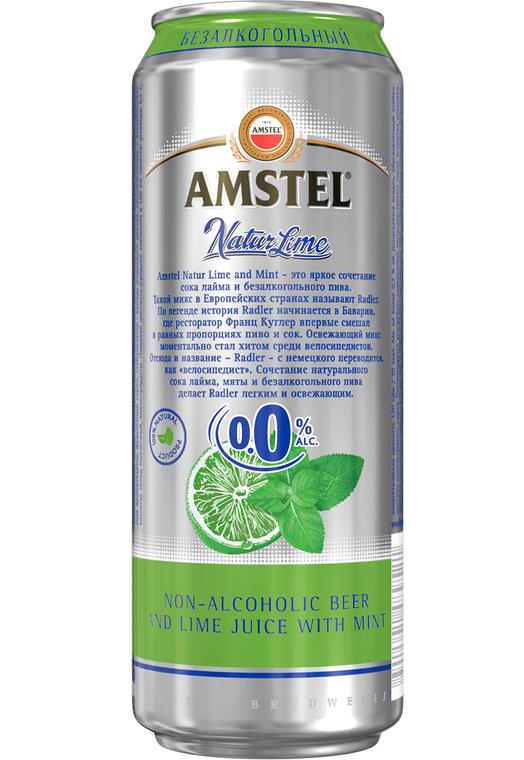 БЕЗАЛКОГОЛЬНЫЙ
AMSTEL
AMSTEL®
Natur Lime
Amstel Natur Lime and Mint - это яркое сочетание
сока лайма и безалкогольного пива.
Такой микс в Европейских странах называют Radler.
По легенде история Radler начинается в Баварии,
где ресторатор Франц Куглер впервые смешал
в равных пропорциях пиво и сок. Освежающий микс
моментально стал хитом среди велосипедистов.
Отсюда и название – Radler - с немецкого переводится,
как «велосипедист». Сочетание натурального
сока лайма, мяты и безалкогольного пива
делает Radler легким и освежающим.
100% NATURAL
PRODUCT
0.0%
ALC.
NON-ALCOHOLIC BEER
AND LIME JUICE WITH MINT
BROUWERIJ